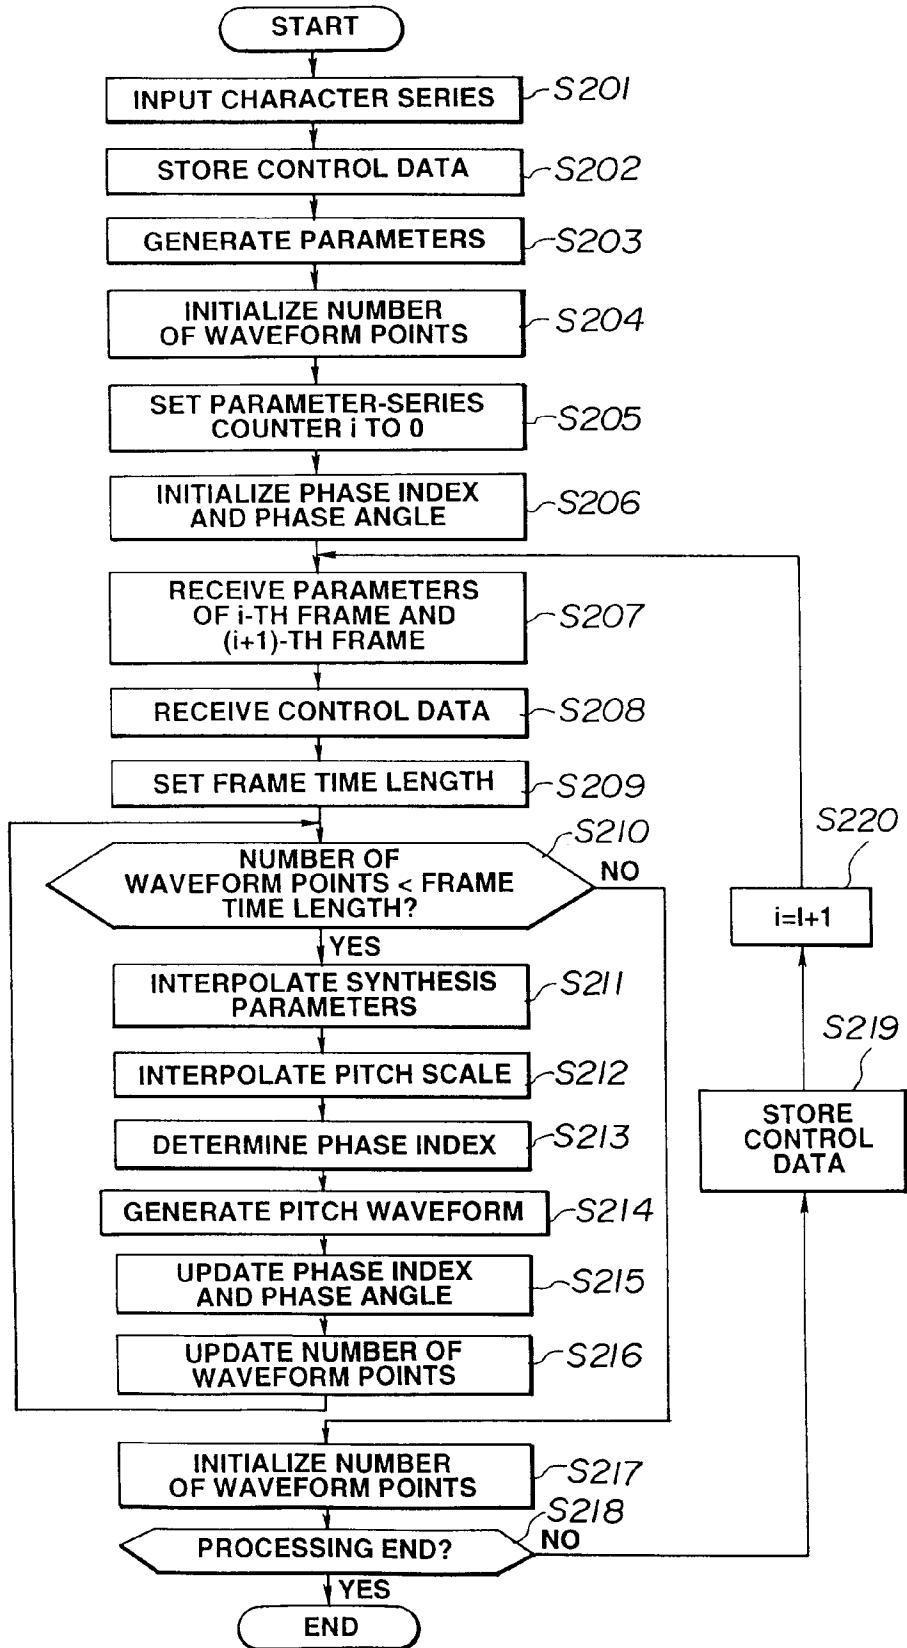 START
INPUT CHARACTER SERIES
S201
STORE CONTROL DATA
S202
GENERATE PARAMETERS
S203
INITIALIZE NUMBER
OF WAVEFORM POINTS
S204
SET PARAMETER-SERIES
COUNTER i TO 0
S205
INITIALIZE PHASE INDEX
AND PHASE ANGLE
S206
RECEIVE PARAMETERS
OF i-TH FRAME AND
(i+1)-TH FRAME
S207
RECEIVE CONTROL DATA
S208
SET FRAME TIME LENGTH
S209
NUMBER OF
WAVEFORM POINTS < FRAME
TIME LENGTH?
S210
NO
YES
INTERPOLATE SYNTHESIS
PARAMETERS
S211
INTERPOLATE PITCH SCALE
S212
DETERMINE PHASE INDEX
S213
GENERATE PITCH WAVEFORM
S214
UPDATE PHASE INDEX
AND PHASE ANGLE
S215
UPDATE NUMBER OF
WAVEFORM POINTS
S216
INITIALIZE NUMBER
OF WAVEFORM POINTS
S217
PROCESSING END?
S218
NO
YES
END
STORE
CONTROL
DATA
S219
i=I+1
S220